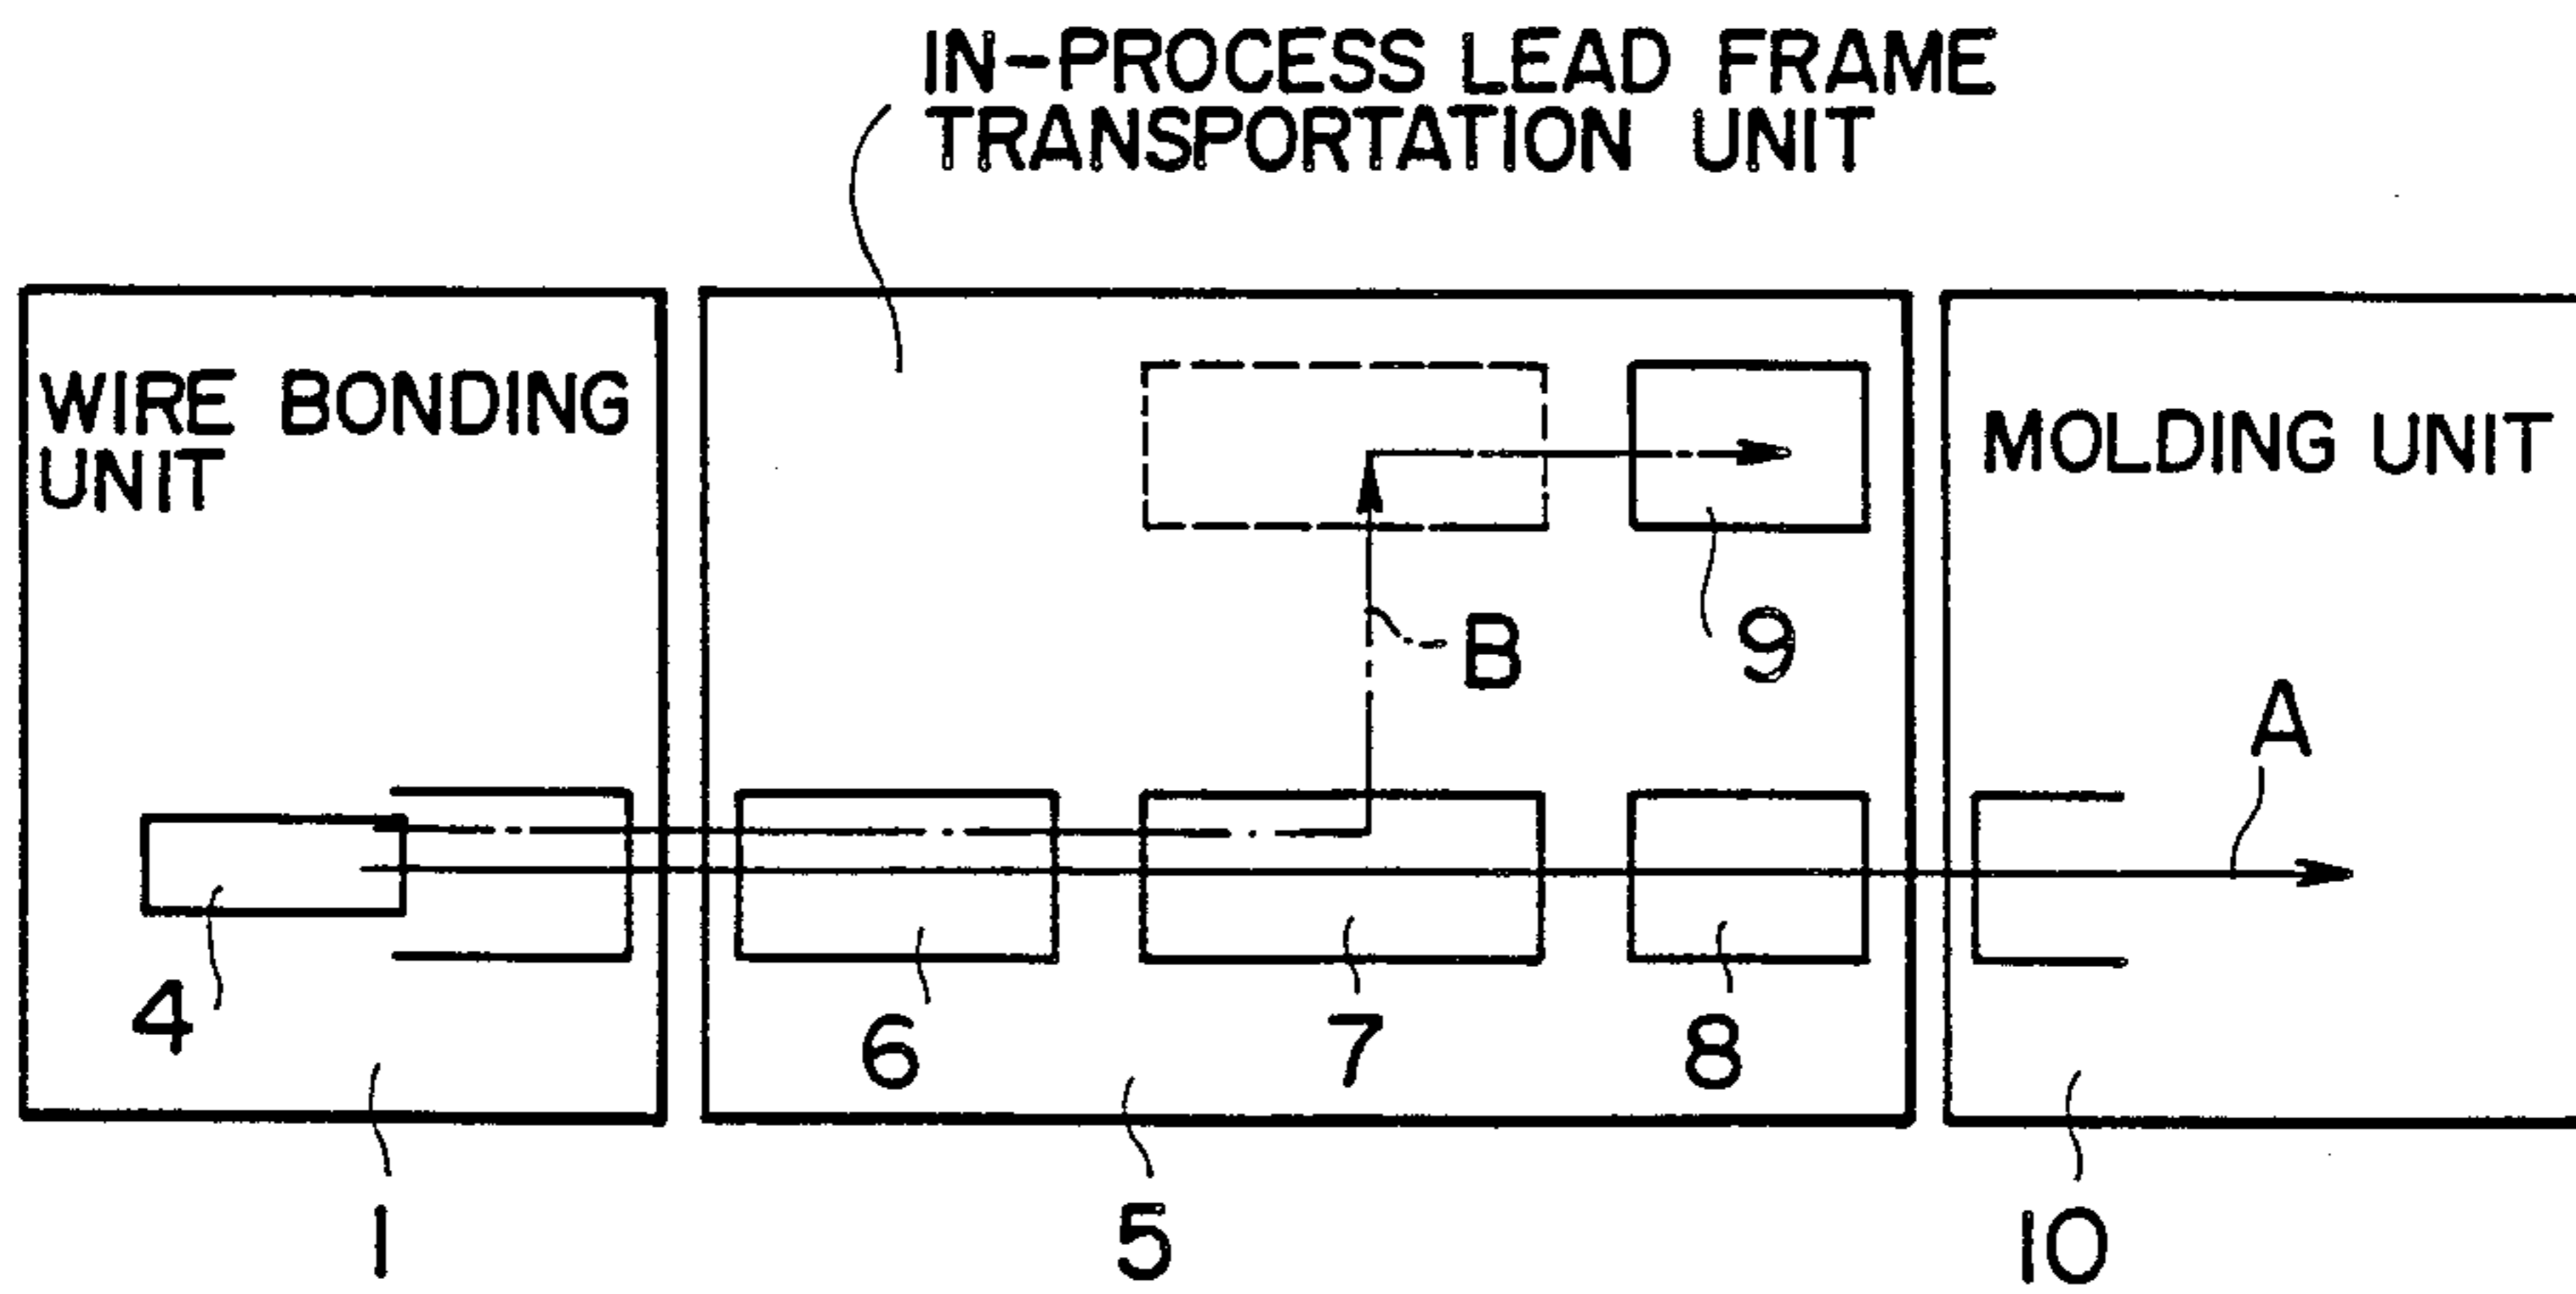 IN-PROCESS LEAD FRAME
TRANSPORTATION UNIT
WIRE BONDING
UNIT
MOLDING UNIT
B
9
A
4
6
7
8
1
5
10